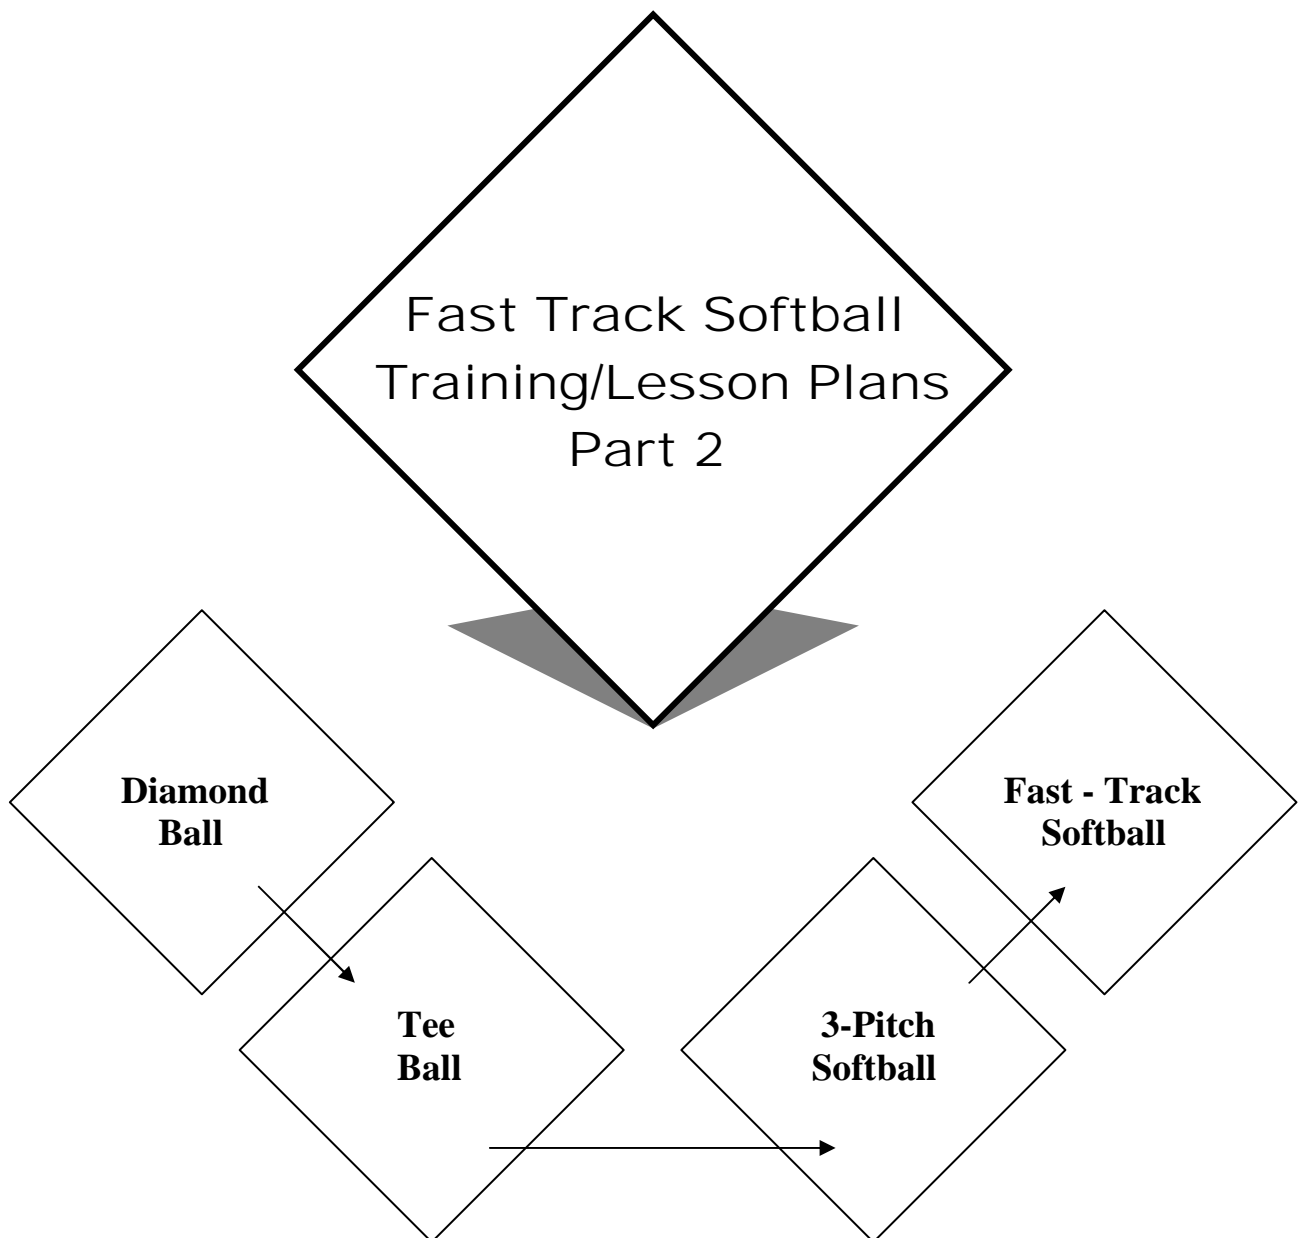 Fast Track Softball
Training/Lesson Plans
Part 2
Diamond
Ball
Tee
Ball
3-Pitch
Softball
Fast - Track
Softball